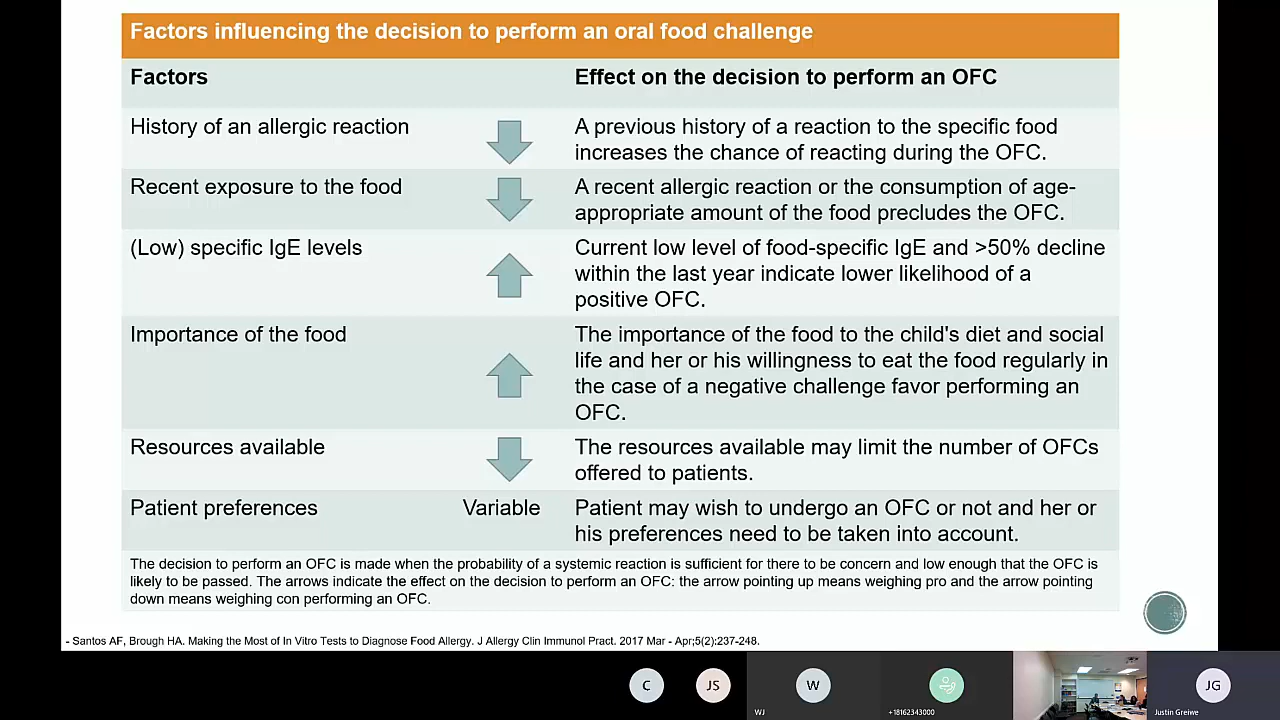 Factors influencing the decision to perform an oral food challenge
Factors
Effect on the decision to perform an OFC
History of an allergic reaction
A previous history of a reaction to the specific food
increases the chance of reacting during the OFC.
Recent exposure to the food
A recent allergic reaction or the consumption of age-
appropriate amount of the food precludes the OFC.
(Low) specific IgE levels
Current low level of food-specific IgE and >50% decline
within the last year indicate lower likelihood of a
positive OFC.
Importance of the food
The importance of the food to the child's diet and social
life and her or his willingness to eat the food regularly in
the case of a negative challenge favor performing an
OFC.
Resources available
The resources available may limit the number of OFCs
offered to patients.
Patient preferences
Variable
Patient may wish to undergo an OFC or not and her or
his preferences need to be taken into account.
The decision to perform an OFC is made when the probability of a systemic reaction is sufficient for there to be concern and low enough that the OFC is
likely to be passed. The arrows indicate the effect on the decision to perform an OFC: the arrow pointing up means weighing pro and the arrow pointing
down means weighing con performing an OFC.
- Santos AF, Brough HA. Making the Most of In Vitro Tests to Diagnose Food Allergy. J Allergy Clin Immunol Pract. 2017 Mar - Apr;5(2):237-248.
C
JS
W
JG
WJ
+18162343000
Justin Greiwe